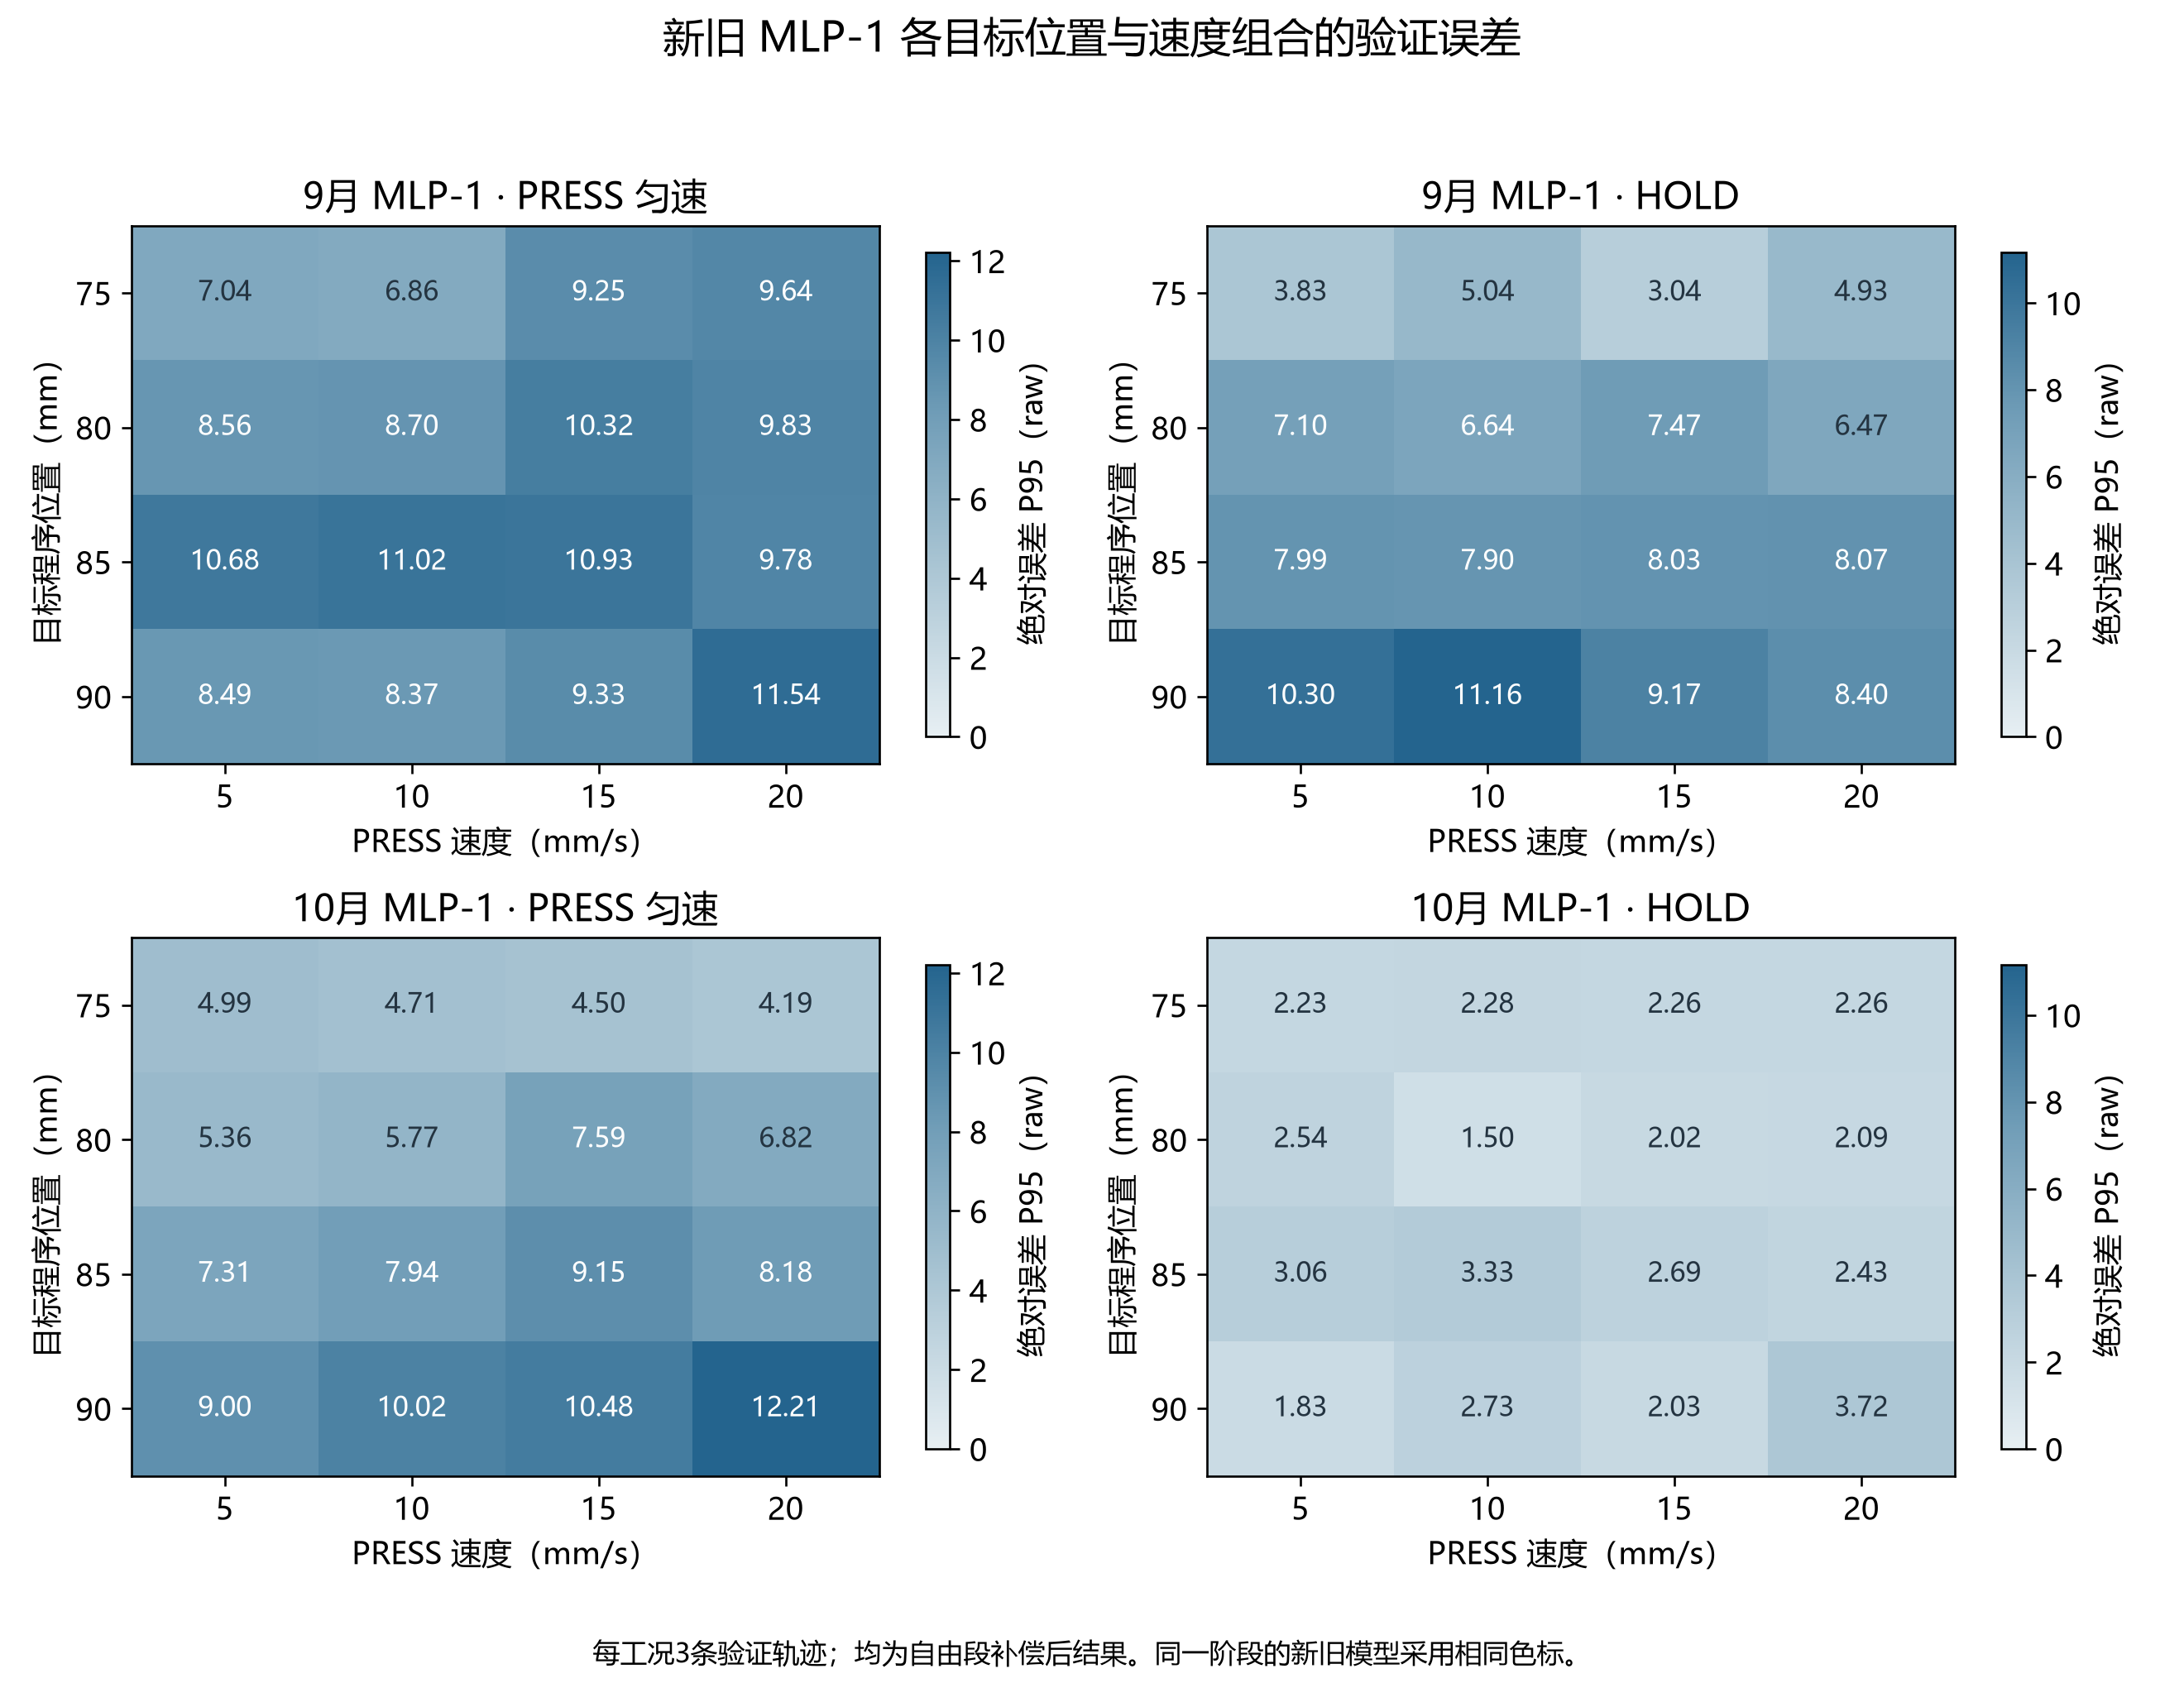 新旧 MLP-1 各目标位置与速度组合的验证误差
9月 MLP-1 · PRESS 匀速
目标程序位置（mm）
75 7.04 6.86 9.25 9.64
80 8.56 8.70 10.32 9.83
85 10.68 11.02 10.93 9.78
90 8.49 8.37 9.33 11.54
5 10 15 20
PRESS 速度（mm/s）
12
10
8
6
4
2
0
绝对误差 P95（raw）
9月 MLP-1 · HOLD
目标程序位置（mm）
75 3.83 5.04 3.04 4.93
80 7.10 6.64 7.47 6.47
85 7.99 7.90 8.03 8.07
90 10.30 11.16 9.17 8.40
5 10 15 20
PRESS 速度（mm/s）
10
8
6
4
2
0
绝对误差 P95（raw）
10月 MLP-1 · PRESS 匀速
目标程序位置（mm）
75 4.99 4.71 4.50 4.19
80 5.36 5.77 7.59 6.82
85 7.31 7.94 9.15 8.18
90 9.00 10.02 10.48 12.21
5 10 15 20
PRESS 速度（mm/s）
12
10
8
6
4
2
0
绝对误差 P95（raw）
10月 MLP-1 · HOLD
目标程序位置（mm）
75 2.23 2.28 2.26 2.26
80 2.54 1.50 2.02 2.09
85 3.06 3.33 2.69 2.43
90 1.83 2.73 2.03 3.72
5 10 15 20
PRESS 速度（mm/s）
10
8
6
4
2
0
绝对误差 P95（raw）
每工况3条验证轨迹；均为自由段补偿后结果。同一阶段的新旧模型采用相同色标。